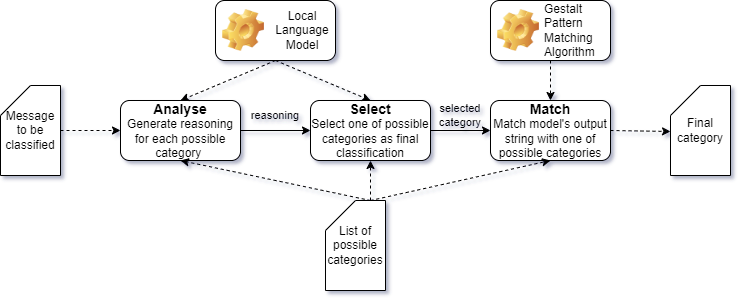 Local
Language
Model
Gestalt
Pattern
Matching
Algorithm
Message
to be
classified
Analyse
Generate reasoning
for each possible
category
reasoning
Select
Select one of possible
categories as final
classification
selected
category
Match
Match model's output
string with one of
possible categories
Final
category
List of
possible
categories